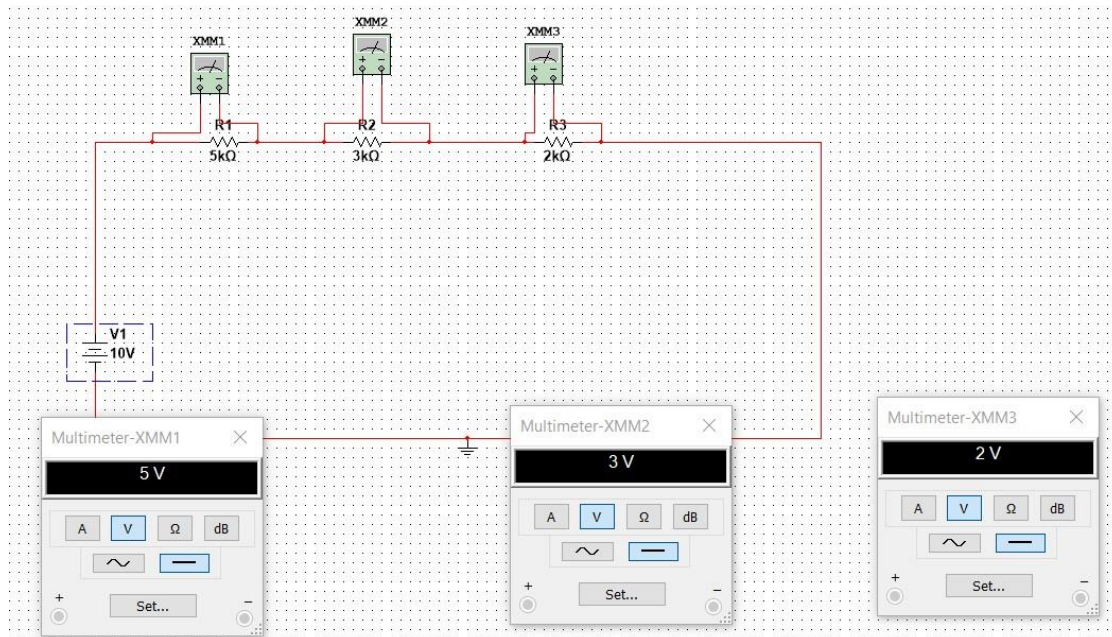 XMM1
XMM2
XMM3
+ −
+ −
+ −
R1
R2
R3
5kΩ
3kΩ
2kΩ
V1
10V
Multimeter-XMM1
5 V
A V Ω dB
+ −
Set...
Multimeter-XMM2
3 V
A V Ω dB
+ −
Set...
Multimeter-XMM3
2 V
A V Ω dB
+ −
Set...